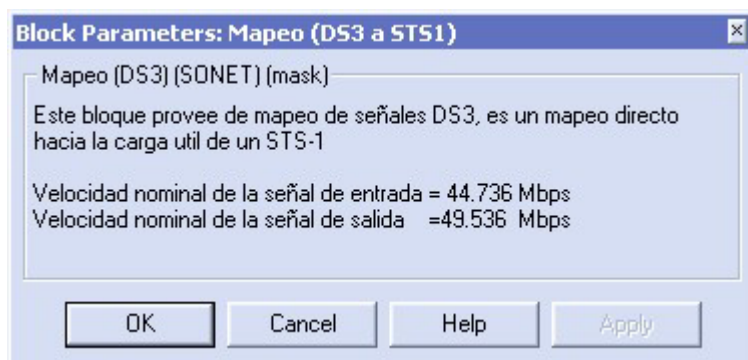 Block Parameters: Mapeo (DS3 a STS1)
Mapeo (DS3) (SONET) (mask)
Este bloque provee de mapeo de señales DS3, es un mapeo directo
hacia la carga util de un STS-1
Velocidad nominal de la señal de entrada = 44.736 Mbps
Velocidad nominal de la señal de salida =49.536 Mbps
OK Cancel Help Apply